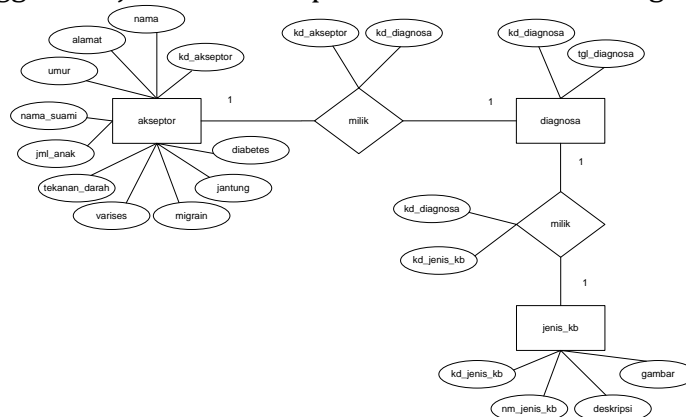 nama
alamat
kd_akseptor
umur
nama_suami
akseptor
jml_anak
diabetes
tekanan_darah
jantung
varises
migrain
1
kd_akseptor
kd_diagnosa
milik
1
kd_diagnosa
tgl_diagnosa
diagnosa
1
kd_diagnosa
milik
kd_jenis_kb
1
jenis_kb
kd_jenis_kb
gambar
nm_jenis_kb
deskripsi